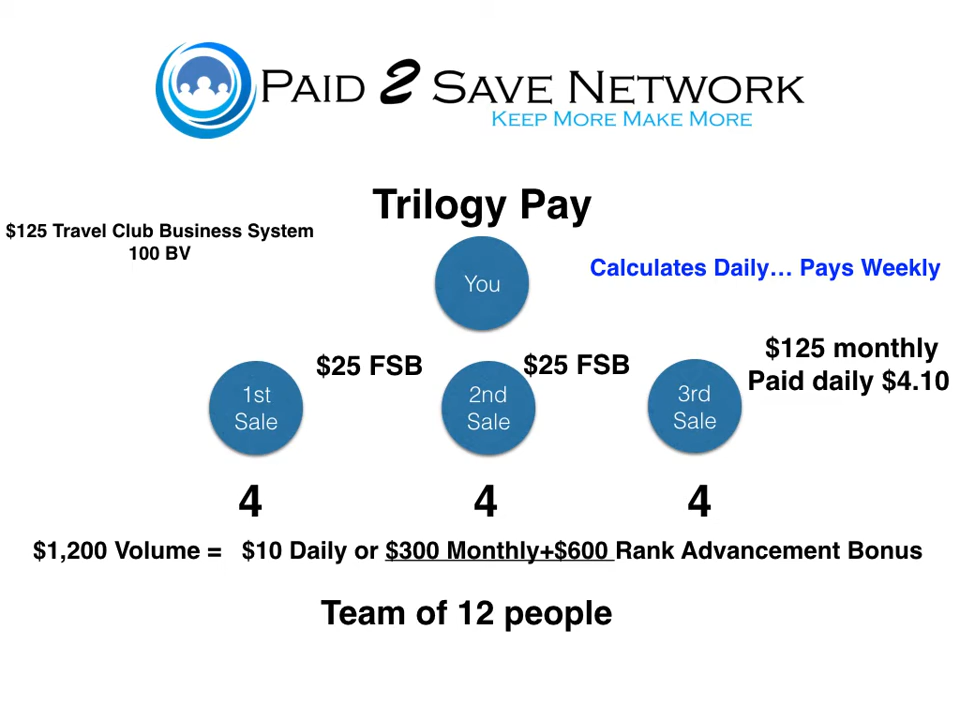 PAID 2 SAVE NETWORK
KEEP MORE MAKE MORE
Trilogy Pay
$125 Travel Club Business System
100 BV
You
Calculates Daily... Pays Weekly
$25 FSB
$25 FSB
$125 monthly
Paid daily $4.10
1st
Sale
2nd
Sale
3rd
Sale
4 4 4
$1,200 Volume = $10 Daily or $300 Monthly+$600 Rank Advancement Bonus
Team of 12 people